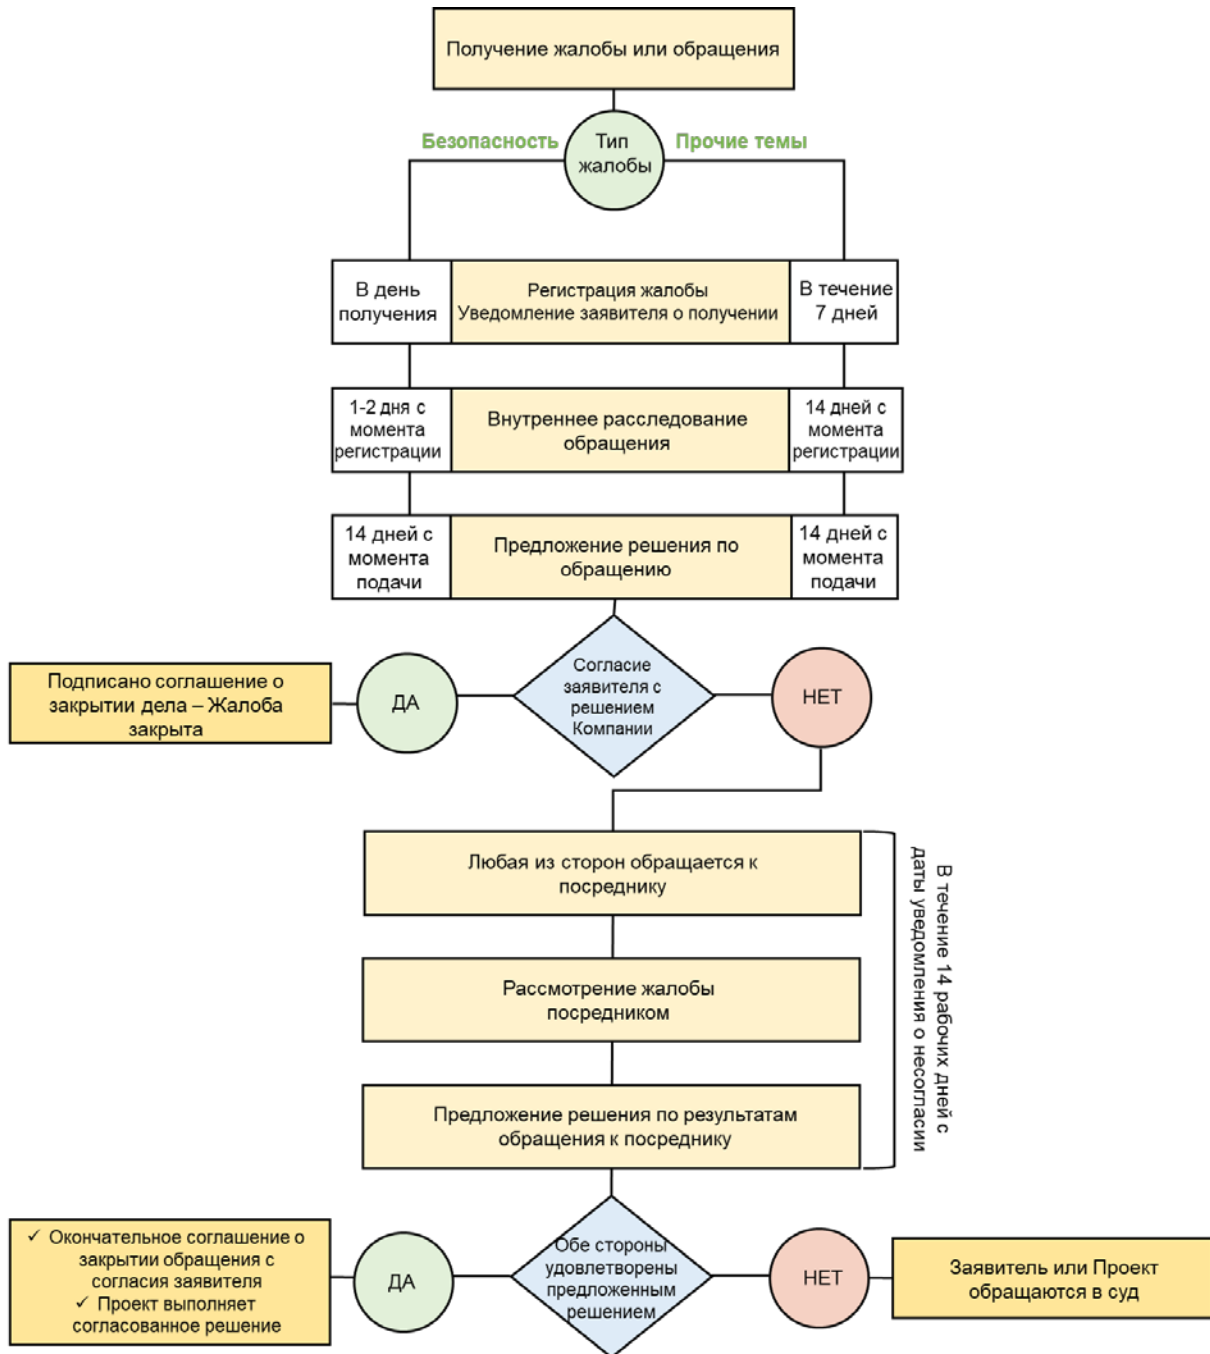 Получение жалобы или обращения
Безопасность
Тип
жалобы
Прочие темы
В день
получения
Регистрация жалобы
Уведомление заявителя о получении
В течение
7 дней
1-2 дня с
момента
регистрации
Внутреннее расследование
обращения
14 дней с
момента
регистрации
14 дней с
момента
подачи
Предложение решения по
обращению
14 дней с
момента
подачи
Согласие
заявителя с
решением
Компании
Подписано соглашение о
закрытии дела – Жалоба
закрыта
ДА
НЕТ
Любая из сторон обращается к
посреднику
Рассмотрение жалобы
посредником
Предложение решения по результатам
обращения к посреднику
В течение 14 рабочих дней с
даты уведомления о несогласии
✓ Окончательное соглашение о
закрытии обращения с
согласия заявителя
✓ Проект выполняет
согласованное решение
ДА
Обе стороны
удовлетворены
предложенным
решением
НЕТ
Заявитель или Проект
обращаются в суд